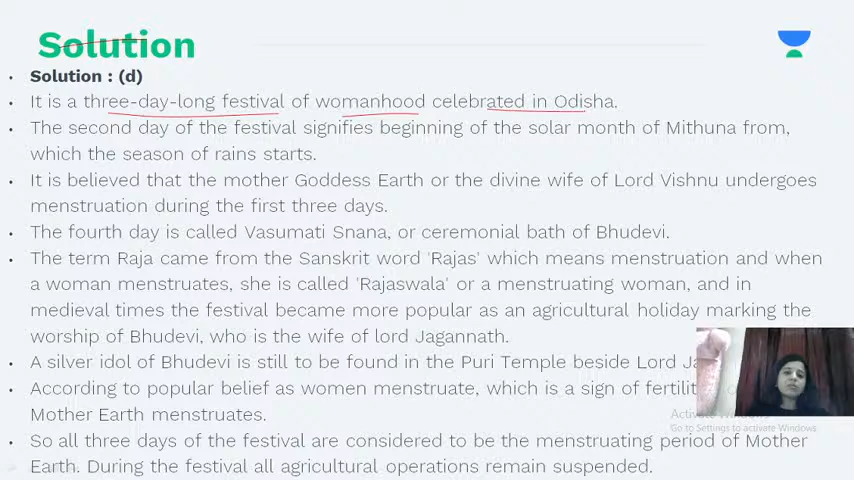 Solution
• Solution : (d)
• It is a three-day-long festival of womanhood celebrated in Odisha.
• The second day of the festival signifies beginning of the solar month of Mithuna from,
which the season of rains starts.
• It is believed that the mother Goddess Earth or the divine wife of Lord Vishnu undergoes
menstruation during the first three days.
• The fourth day is called Vasumati Snana, or ceremonial bath of Bhudevi.
• The term Raja came from the Sanskrit word 'Rajas' which means menstruation and when
a woman menstruates, she is called 'Rajaswala' or a menstruating woman, and in
medieval times the festival became more popular as an agricultural holiday marking the
worship of Bhudevi, who is the wife of lord Jagannath.
• A silver idol of Bhudevi is still to be found in the Puri Temple beside Lord
• According to popular belief as women menstruate, which is a sign of
Mother Earth menstruates.
• So all three days of the festival are considered to be the menstruating period of Mother
Earth. During the festival all agricultural operations remain suspended.
Activate Windows
Go to Settings to activate Windows.